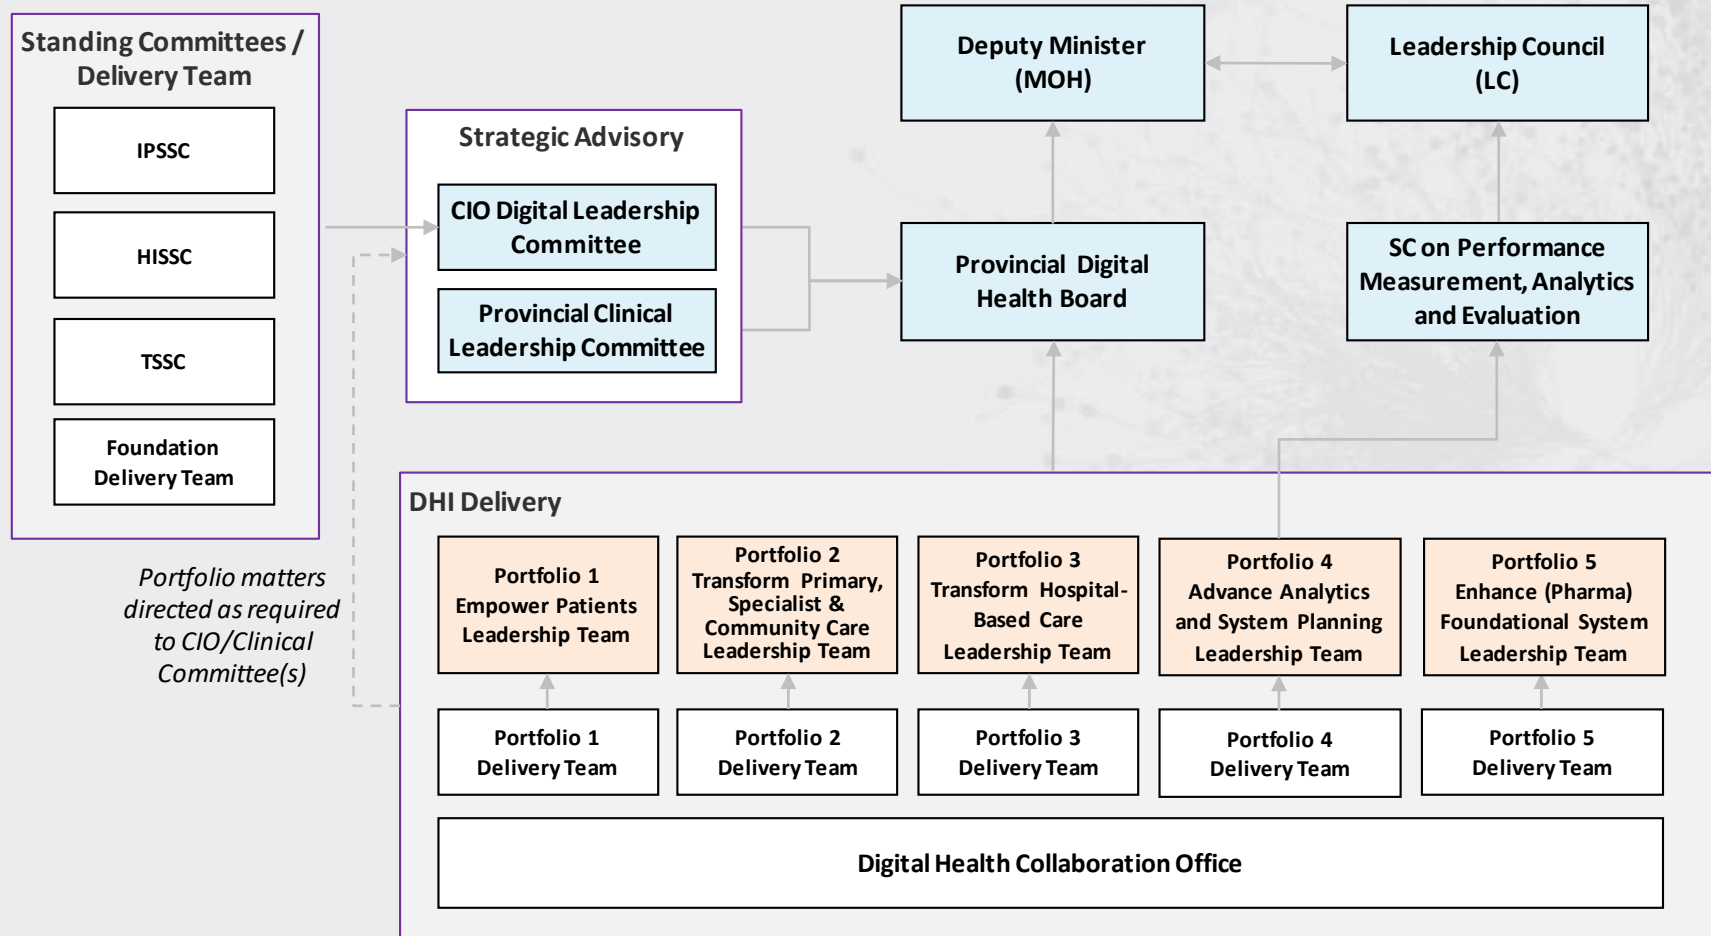 Standing Committees /
Delivery Team
IPSSC
HISSC
TSSC
Foundation
Delivery Team
Strategic Advisory
CIO Digital Leadership
Committee
Provincial Clinical
Leadership Committee
Deputy Minister
(MOH)
Leadership Council
(LC)
Provincial Digital
Health Board
SC on Performance
Measurement, Analytics
and Evaluation
Portfolio matters
directed as required
to CIO/Clinical
Committee(s)
DHI Delivery
Portfolio 1
Empower Patients
Leadership Team
Portfolio 2
Transform Primary,
Specialist &
Community Care
Leadership Team
Portfolio 3
Transform Hospital-
Based Care
Leadership Team
Portfolio 4
Advance Analytics
and System Planning
Leadership Team
Portfolio 5
Enhance (Pharma)
Foundational System
Leadership Team
Portfolio 1
Delivery Team
Portfolio 2
Delivery Team
Portfolio 3
Delivery Team
Portfolio 4
Delivery Team
Portfolio 5
Delivery Team
Digital Health Collaboration Office